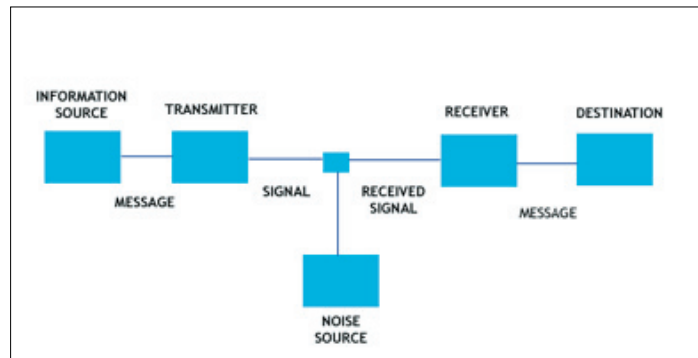 INFORMATION
SOURCE
TRANSMITTER
RECEIVER
DESTINATION
MESSAGE
SIGNAL
RECEIVED
SIGNAL
MESSAGE
NOISE
SOURCE